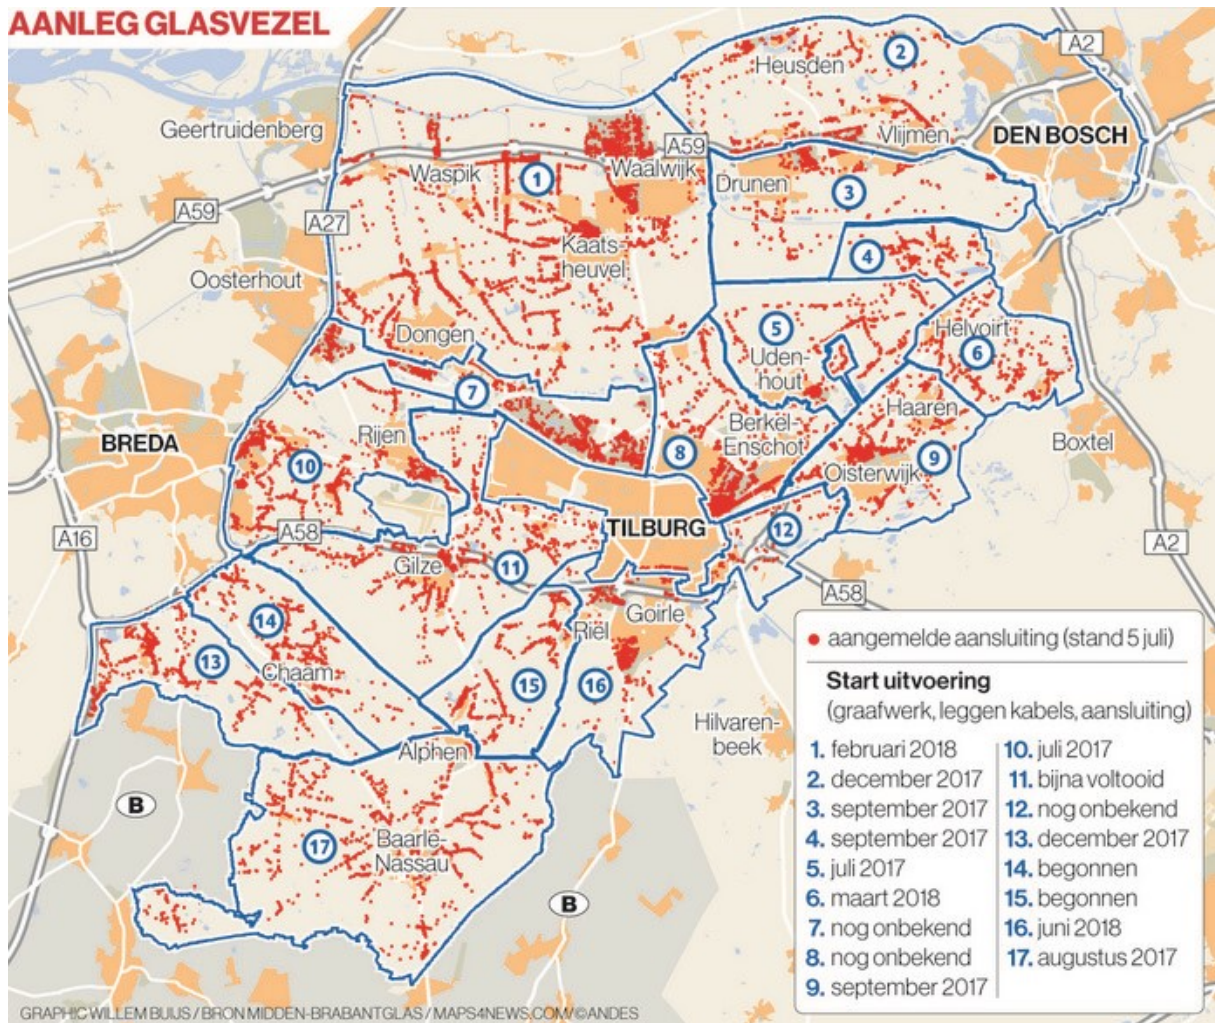 AANLEG GLASVEZEL
A2
2
Heusden
Geertruidenberg
Vlijmen
DEN BOSCH
A59
Waalwijk
Waspik
1
Drunen
3
A59
A27
Kaats-
heuvel
4
Oosterhout
Dongen
5
Uden-
hout
Helvoirt
6
7
Haaren
Berkel-
Enschot
Rijen
BREDA
Boxtel
10
8
9
Oisterwijk
A58
TILBURG
12
A16
A2
Gilze
11
A58
14
Goirle
Riel
13
Chaam
15
16
Hilvaren-
beek
Alphen
B
17
Baarle-
Nassau
B
aangemelde aansluiting (stand 5 juli)
Start uitvoering
(graafwerk, leggen kabels, aansluiting)
1. februari 2018
2. december 2017
3. september 2017
4. september 2017
5. juli 2017
6. maart 2018
7. nog onbekend
8. nog onbekend
9. september 2017
10. juli 2017
11. bijna voltooid
12. nog onbekend
13. december 2017
14. begonnen
15. begonnen
16. juni 2018
17. augustus 2017
GRAPHIC WILLEM BUIJS / BRON MIDDEN-BRABANTGLAS / MAPS4NEWS.COM/©ANDES